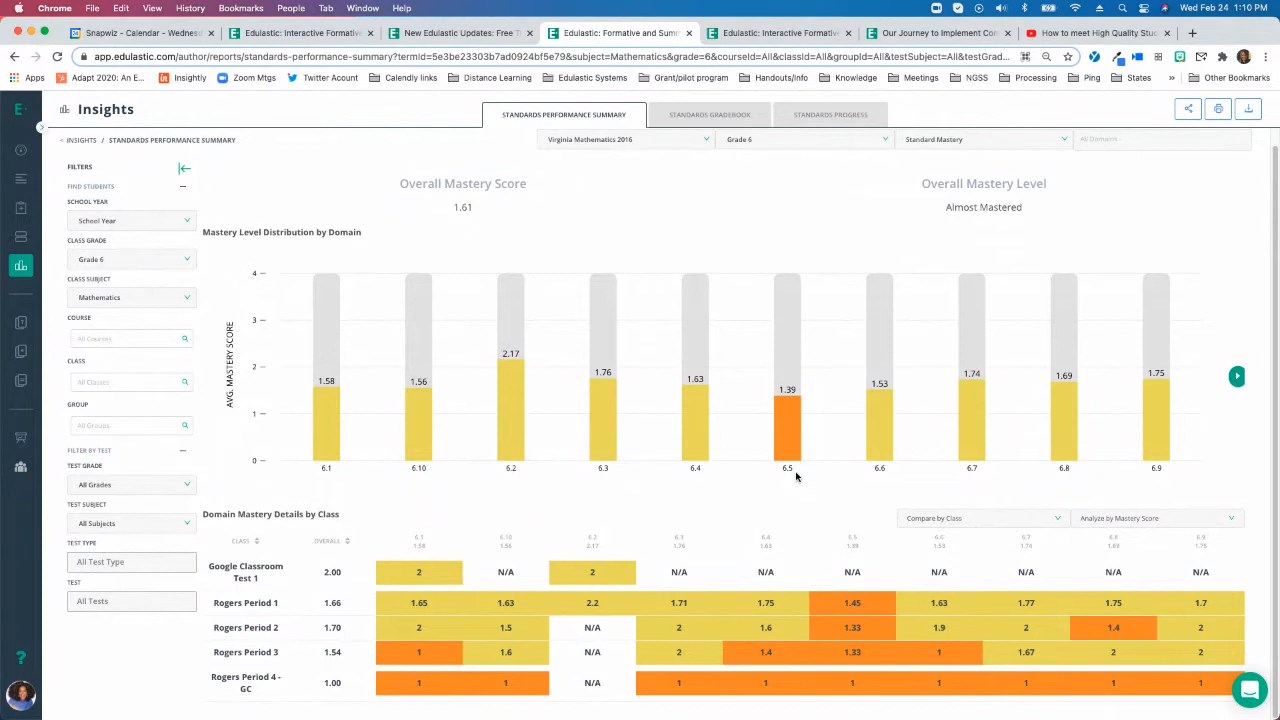 Chrome File Edit View History Bookmarks People Tab Window Help
Wed Feb 24 1:10 PM
Snapwiz - Calendar - Wednes
Edulastic: Interactive Formative
New Edulastic Updates: Free T
Edulastic: Formative and Summ
Edulastic: Interactive Formative
Our Journey to Implement Con
How to meet High Quality Stud
app.edulastic.com/author/reports/standards-performance-summary?termId=5e3be23303b7ad0924bf5e79&subject=Mathematics&grade=6&courseId=All&classId=All&groupId=All&testSubject=All&testGrad...
Apps
Adapt 2020: An E...
Insightly
Zoom Mtgs
Twitter Acount
Calendly links
Distance Learning
Edulastic Systems
Grant/pilot prop...
Handouts/Info
Knowledge
Meetings
NGSS
Processing
Ping
States
»
Other Bookmarks
E
Insights
STANDARDS PERFORMANCE SUMMARY
STANDARDS GRADEBOOK
STANDARDS PROGRESS
< INSIGHTS / STANDARDS PERFORMANCE SUMMARY
Virginia Mathematics 2016
Grade 6
Standard Mastery
All Domains
FILTERS
FIND STUDENTS
SCHOOL YEAR
School Year
CLASS GRADE
Grade 6
CLASS SUBJECT
Mathematics
COURSE
All Courses
CLASS
All Classes
GROUP
All Groups
FILTER BY TEST
TEST GRADE
All Grades
TEST SUBJECT
All Subjects
TEST TYPE
All Test Type
TEST
All Tests
Overall Mastery Score
1.61
Overall Mastery Level
Almost Mastered
Mastery Level Distribution by Domain
AVG. MASTERY SCORE
4
3
2
1
0
1.58 1.56 2.17 1.76 1.63 1.39 1.53 1.74 1.69 1.75
6.1 6.10 6.2 6.3 6.4 6.5 6.6 6.7 6.8 6.9
Domain Mastery Details by Class
Compare by Class
Analyze by Mastery Score
CLASS OVERALL 6.1 6.10 6.2 6.3 6.4 6.5 6.6 6.7 6.8 6.9
1.58 1.56 2.17 1.76 1.63 1.39 1.53 1.74 1.69 1.75
Google Classroom
Test 1
2.00 2 N/A 2 N/A N/A N/A N/A N/A N/A N/A
Rogers Period 1 1.66 1.65 1.63 2.2 1.71 1.75 1.45 1.63 1.77 1.75 1.7
Rogers Period 2 1.70 2 1.5 N/A 2 1.6 1.33 1.9 2 1.4 2
Rogers Period 3 1.54 1 1.6 N/A 2 1.4 1.33 1 1.67 2 2
Rogers Period 4 -
GC
1.00 1 1 N/A 1 1 1 1 1 1 1
?